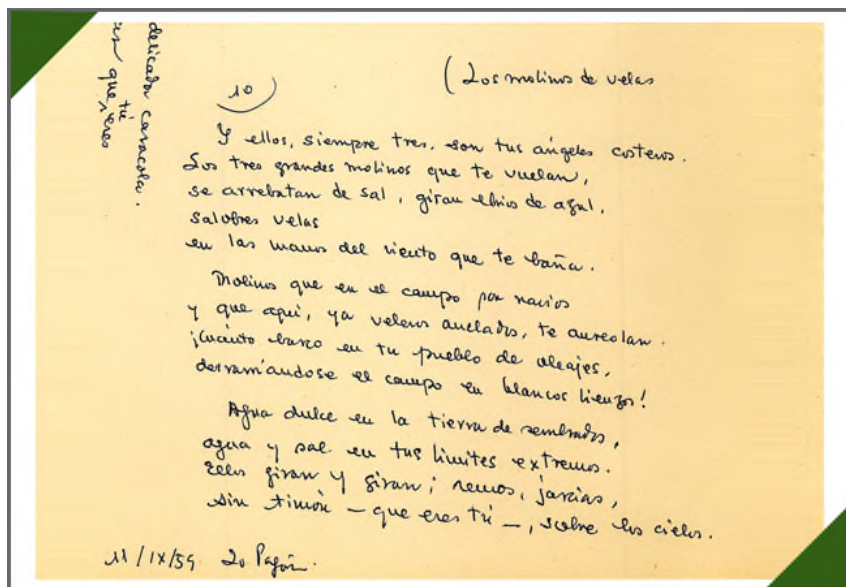 delicada caracola.
que tú
eres
(Los molinos de velas
10)
Y ellos, siempre tres, son tus ángeles costeros.
Los tres grandes molinos que te vuelan,
se arrebatan de sal, giran ebrios de azul,
salobres velas
en las manos del viento que te baña.
Molinos que en el campo son navíos
y que aquí, ya veleros anclados, te aureolan.
¡Cuánto barco en tu pueblo de oleajes,
derramándose el campo en blancos lienzos!
Agua dulce en la tierra de sembrados,
agua y sal en tus límites extremos.
Ellos giran y giran; remos, jarcias,
sin timón – que eres tú –, sobre los cielos.
11/IX/59 Lo Pagán.